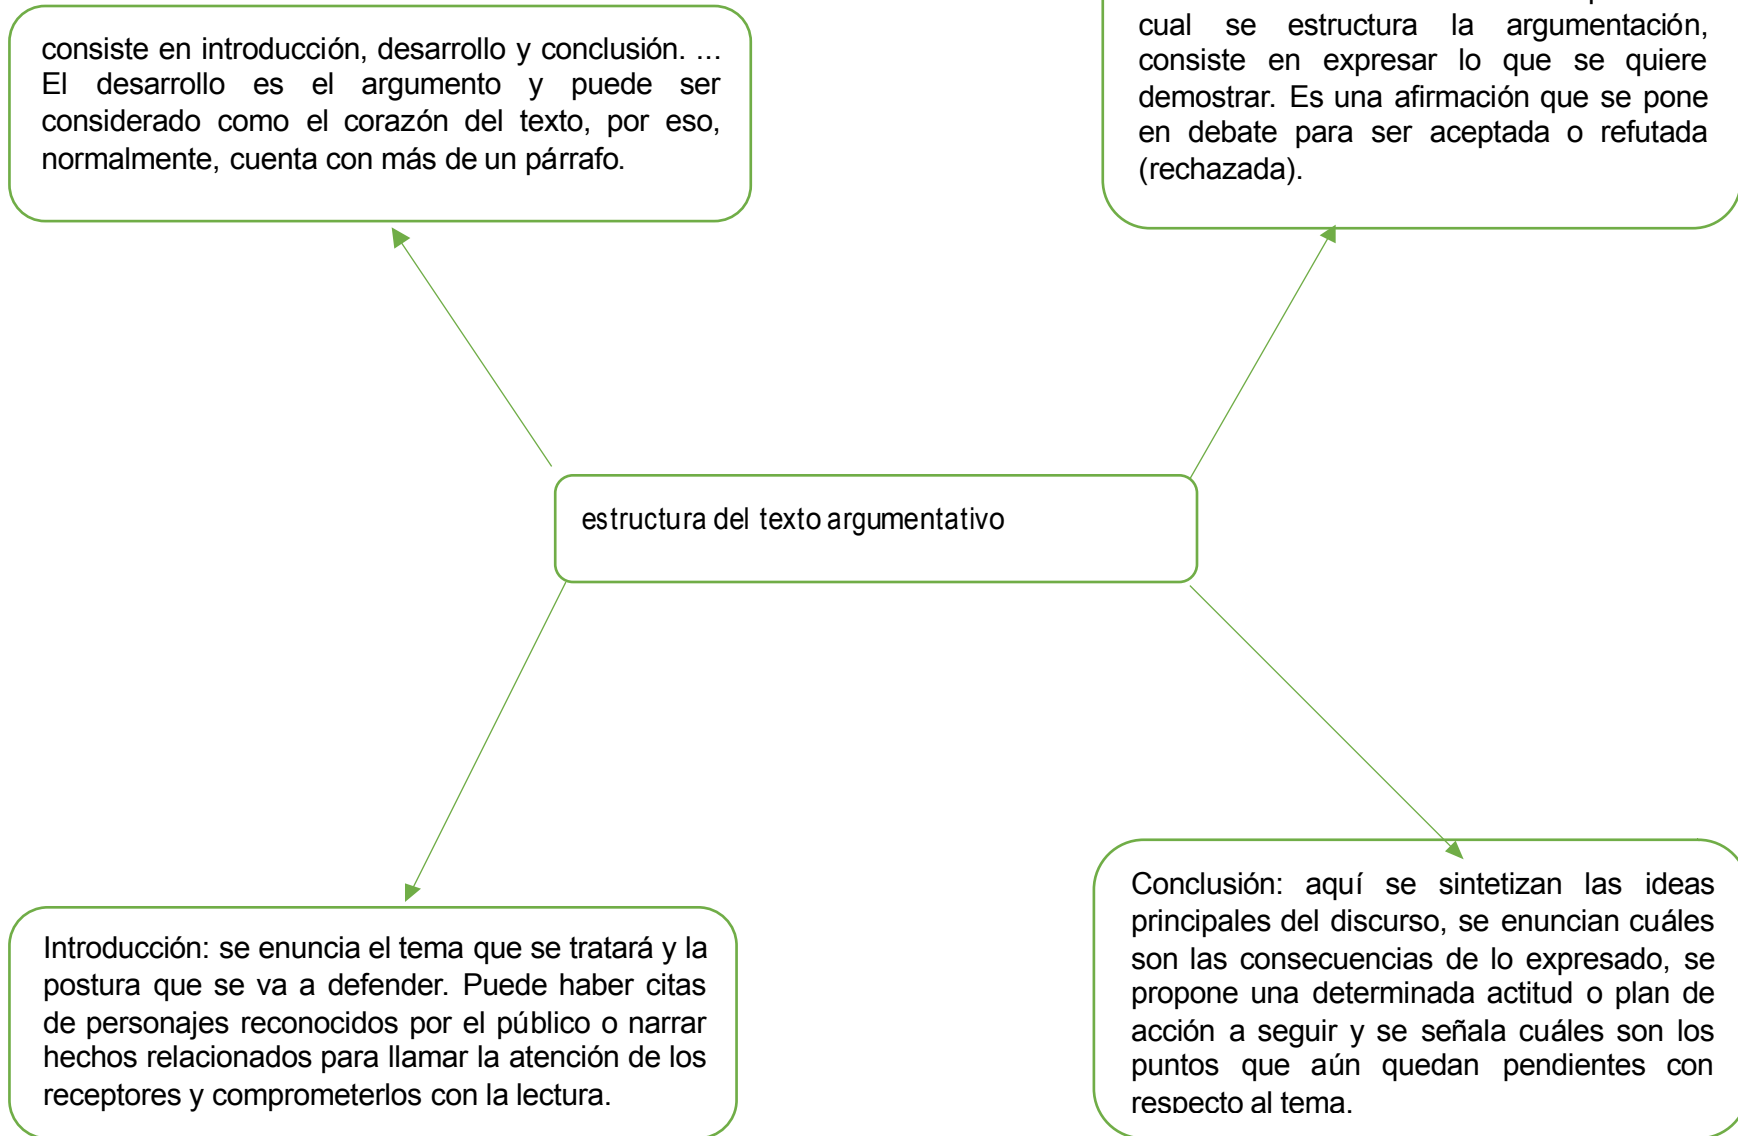 consiste en introducción, desarrollo y conclusión. ...
El desarrollo es el argumento y puede ser
considerado como el corazón del texto, por eso,
normalmente, cuenta con más de un párrafo.
cual se estructura la argumentación,
consiste en expresar lo que se quiere
demostrar. Es una afirmación que se pone
en debate para ser aceptada o refutada
(rechazada).
estructura del texto argumentativo
Introducción: se enuncia el tema que se tratará y la
postura que se va a defender. Puede haber citas
de personajes reconocidos por el público o narrar
hechos relacionados para llamar la atención de los
receptores y comprometerlos con la lectura.
Conclusión: aquí se sintetizan las ideas
principales del discurso, se enuncian cuáles
son las consecuencias de lo expresado, se
propone una determinada actitud o plan de
acción a seguir y se señala cuáles son los
puntos que aún quedan pendientes con
respecto al tema.